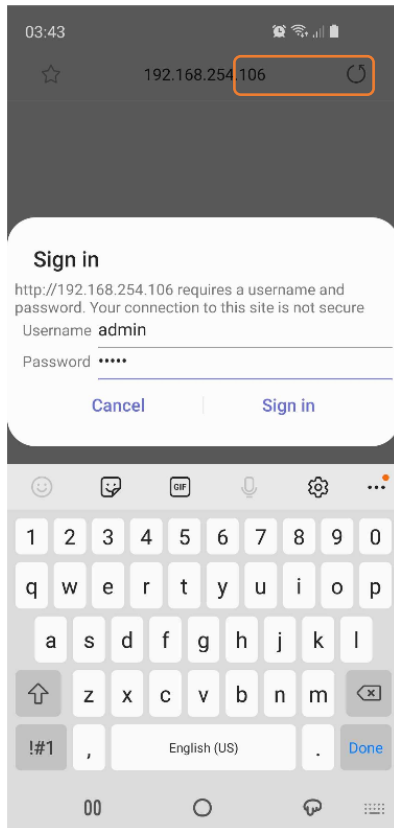 03:43
192.168.254.106
Sign in
http://192.168.254.106 requires a username and
password. Your connection to this site is not secure
Username admin
Password •••••
Cancel Sign in
GIF
1 2 3 4 5 6 7 8 9 0
q w e r t y u i o p
a s d f g h j k l
z x c v b n m
!#1 , English (US) . Done